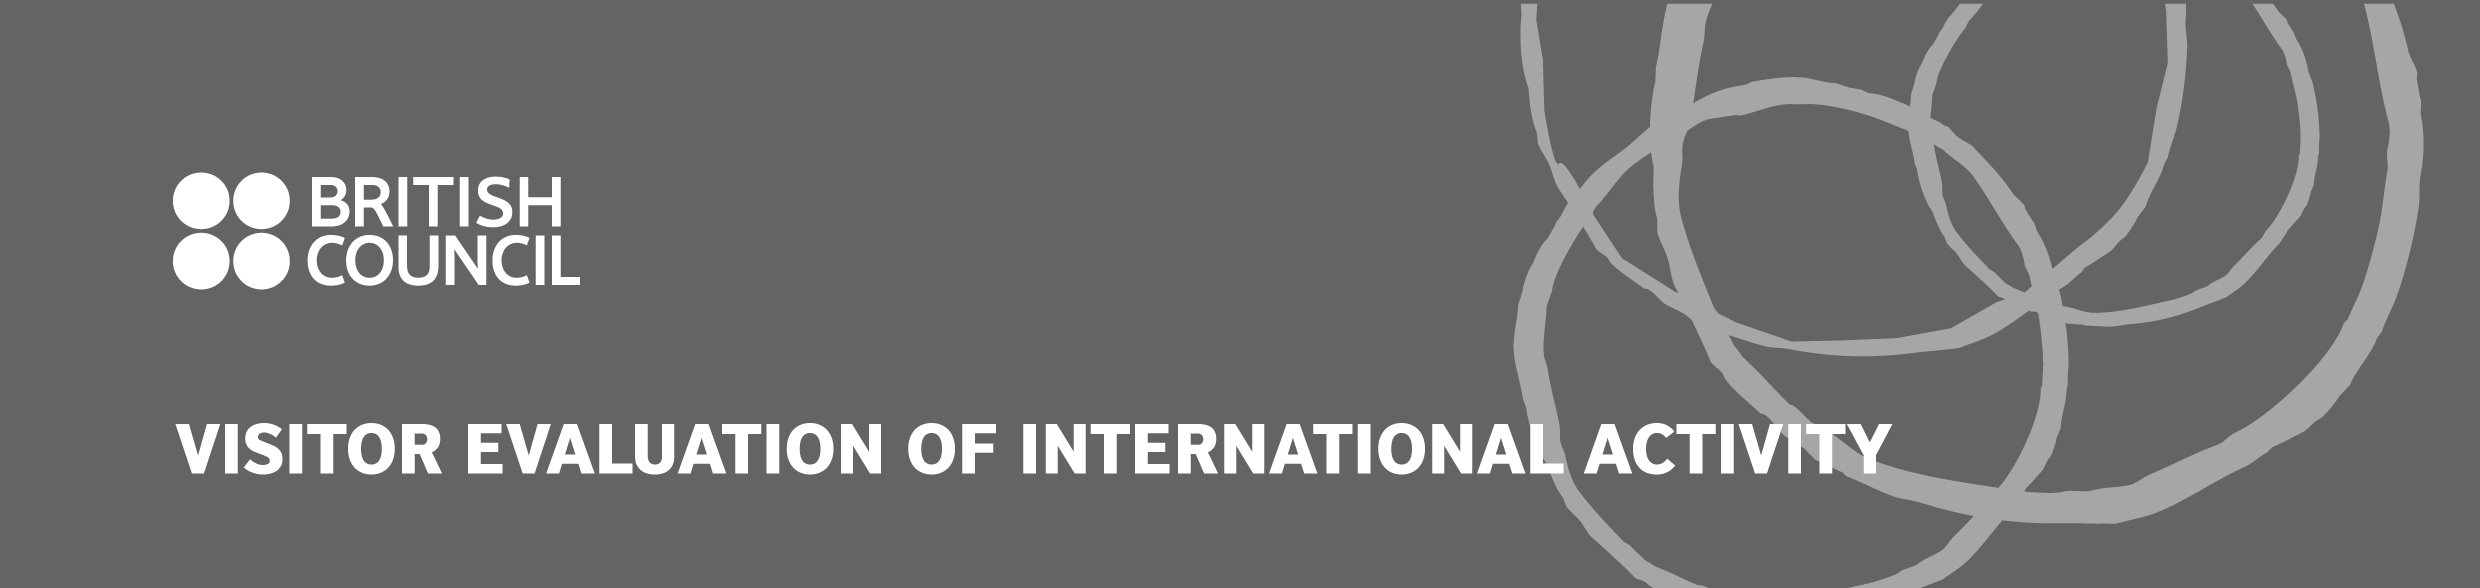 BRITISH
COUNCIL
VISITOR EVALUATION OF INTERNATIONAL ACTIVITY